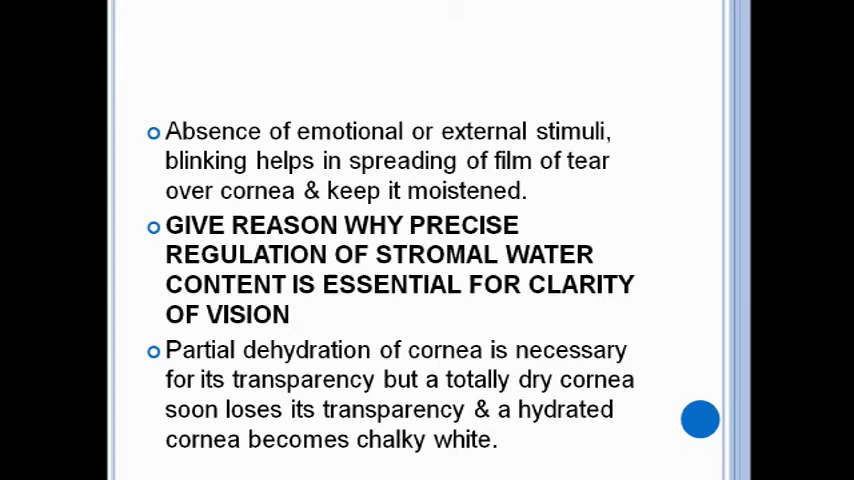 Absence of emotional or external stimuli,
blinking helps in spreading of film of tear
over cornea & keep it moistened.
GIVE REASON WHY PRECISE
REGULATION OF STROMAL WATER
CONTENT IS ESSENTIAL FOR CLARITY
OF VISION
Partial dehydration of cornea is necessary
for its transparency but a totally dry cornea
soon loses its transparency & a hydrated
cornea becomes chalky white.